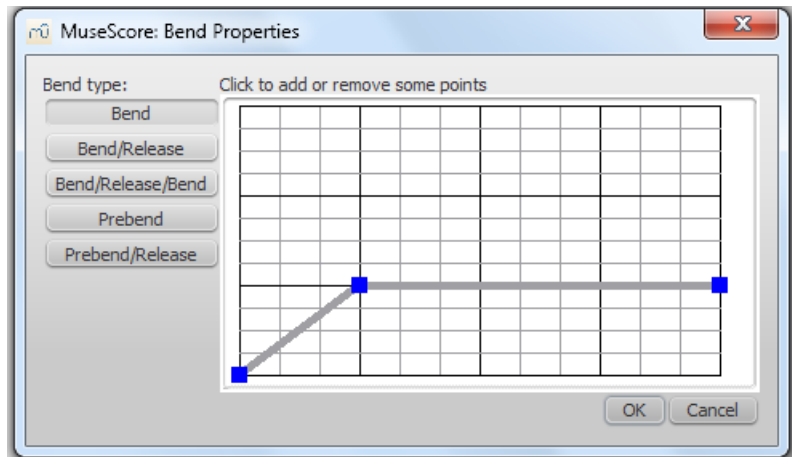 mū MuseScore: Bend Properties
Bend type:
Click to add or remove some points
Bend
Bend/Release
Bend/Release/Bend
Prebend
Prebend/Release
OK
Cancel